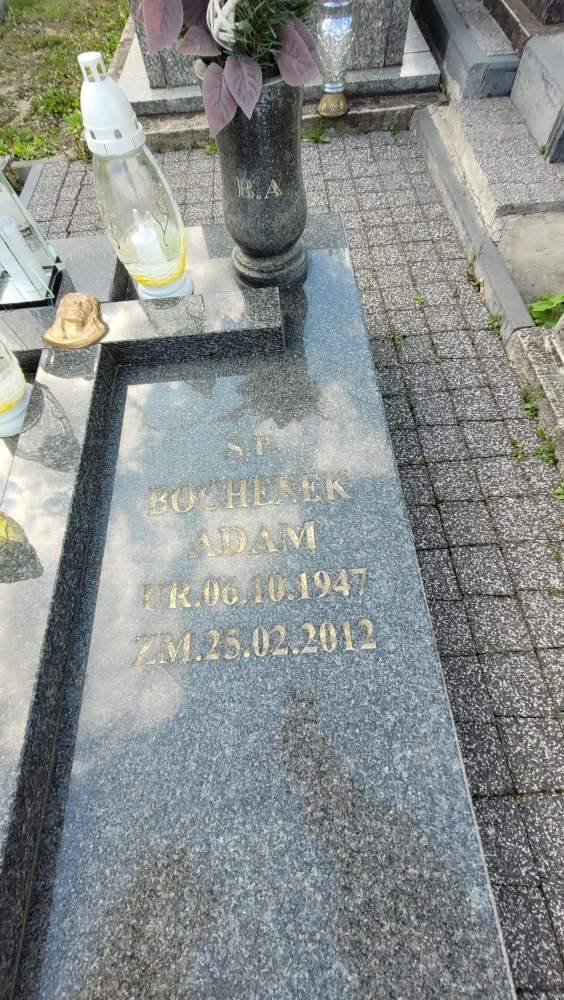 B.A
Ś.P.
BOCHENEK
ADAM
UR.06.10.1947
ZM.25.02.2012